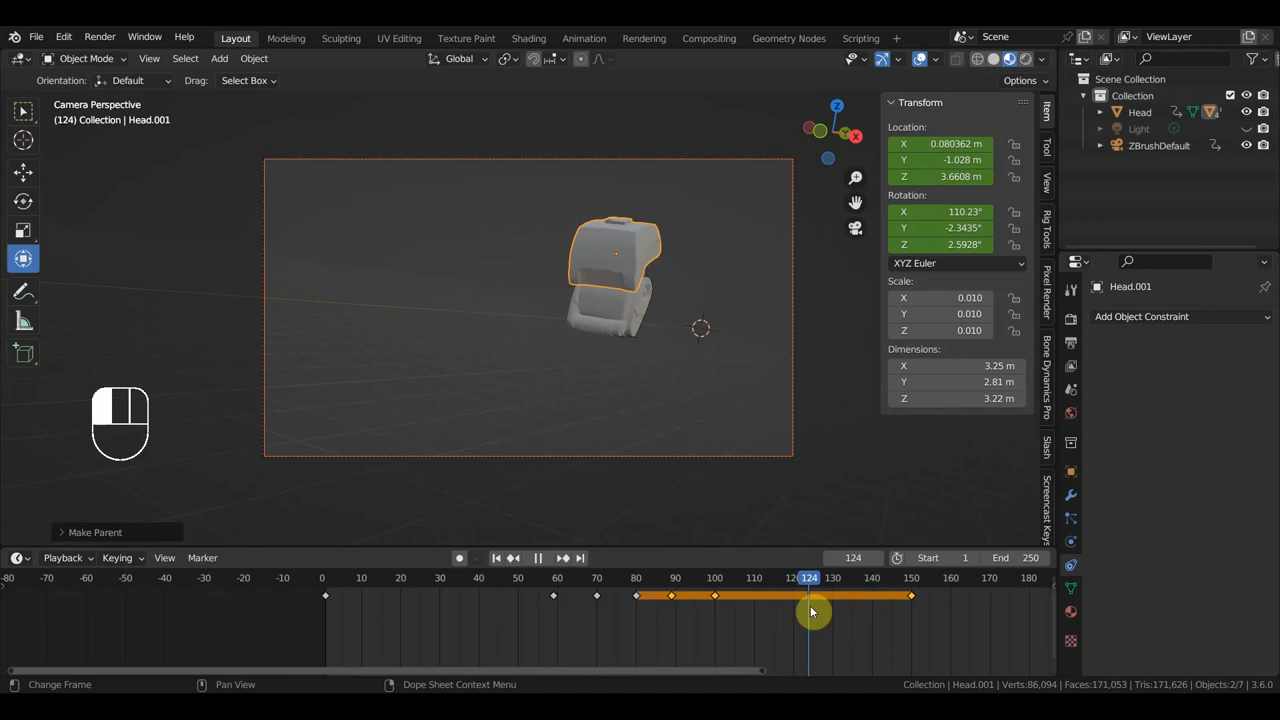 File Edit Render Window Help Layout Modeling Sculpting UV Editing Texture Paint Shading Animation Rendering Compositing Geometry Nodes Scripting + Scene ViewLayer
Object Mode View Select Add Object Global Scene Collection
Orientation: Default Drag: Select Box Options
Collection
Head
Light
ZBrushDefault
Camera Perspective
(124) Collection | Head.001
Transform
Location:
X 0.080362 m
Y -1.028 m
Z 3.6608 m
Rotation:
X 110.23°
Y -2.3435°
Z 2.5928°
XYZ Euler
Scale:
X 0.010
Y 0.010
Z 0.010
Dimensions:
X 3.25 m
Y 2.81 m
Z 3.22 m
Z
X
Item
Tool
View
Rig Tools
Pixel Render
Bone Dynamics Pro
Slash
Screencast Keys
Head.001
Add Object Constraint
> Make Parent
Playback Keying View Marker 124 Start 1 End 250
-80 -70 -60 -50 -40 -30 -20 -10 0 10 20 30 40 50 60 70 80 90 100 110 124 130 140 150 160 170 180
Change Frame Pan View Dope Sheet Context Menu Collection | Head.001 | Verts:86,094 | Faces:171,053 | Tris:171,626 | Objects:2/7 | 3.6.0